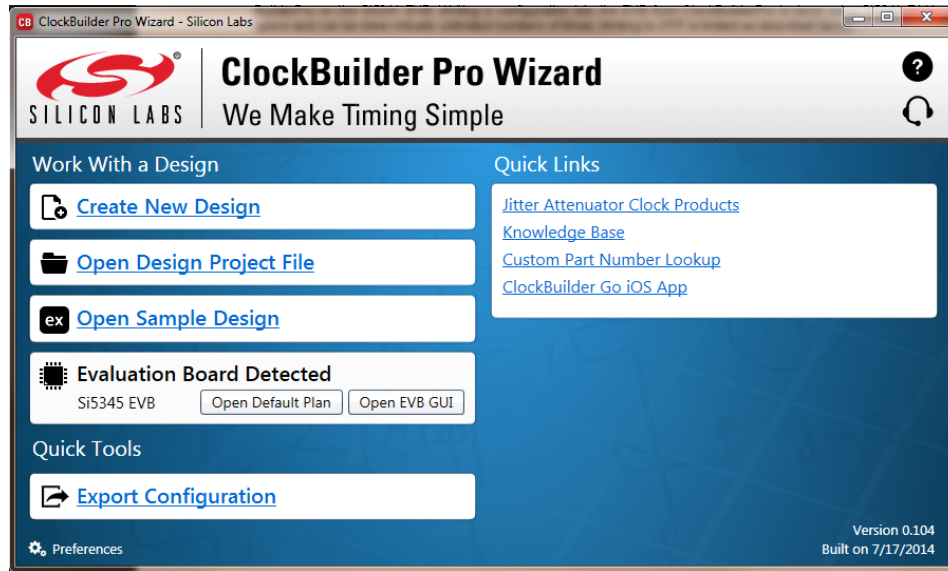 CB ClockBuilder Pro Wizard - Silicon Labs
SILICON LABS
®
ClockBuilder Pro Wizard
We Make Timing Simple
?
Work With a Design
Create New Design
Open Design Project File
ex Open Sample Design
Evaluation Board Detected
Si5345 EVB Open Default Plan Open EVB GUI
Quick Tools
Export Configuration
Preferences
Quick Links
Jitter Attenuator Clock Products
Knowledge Base
Custom Part Number Lookup
ClockBuilder Go iOS App
Version 0.104
Built on 7/17/2014